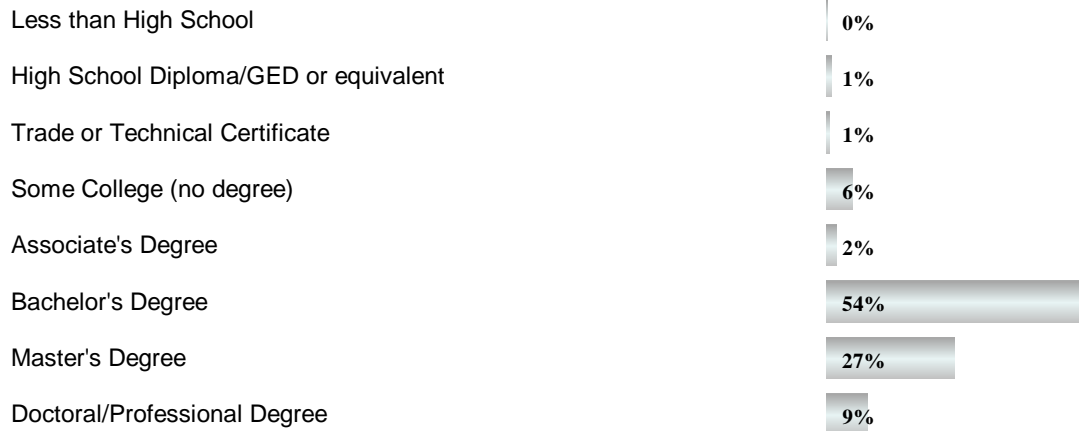 Less than High School 0%
High School Diploma/GED or equivalent 1%
Trade or Technical Certificate 1%
Some College (no degree) 6%
Associate's Degree 2%
Bachelor's Degree 54%
Master's Degree 27%
Doctoral/Professional Degree 9%